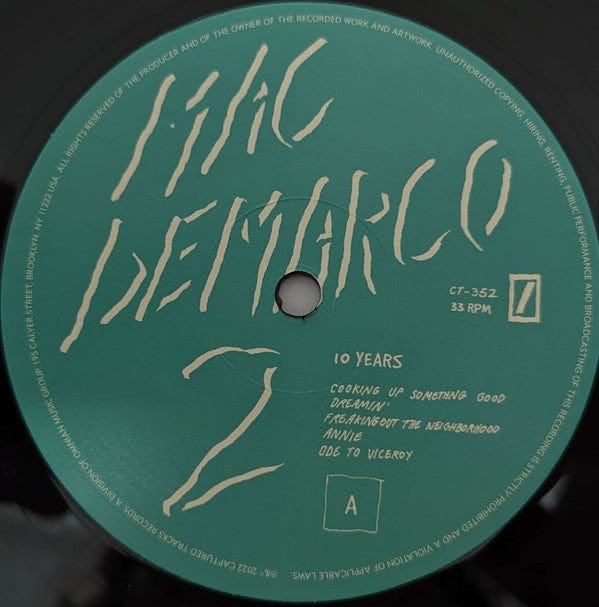 MAC
DEMARCO
2
CT-352
33 RPM
10 YEARS
COOKING UP SOMETHING GOOD
DREAMIN'
FREAKING OUT THE NEIGHBORHOOD
ANNIE
ODE TO VICEROY
A
℗&© 2022 CAPTURED TRACKS RECORDS. A DIVISION OF OMNIAN MUSIC GROUP. 195 CALYER STREET, BROOKLYN, NY 11222 USA. ALL RIGHTS RESERVED OF THE PRODUCER AND OF THE OWNER OF THE RECORDED WORK AND ARTWORK. UNAUTHORIZED COPYING, HIRING, RENTING, PUBLIC PERFORMANCE AND BROADCASTING OF THIS RECORDING IS STRICTLY PROHIBITED AND A VIOLATION OF APPLICABLE LAWS.